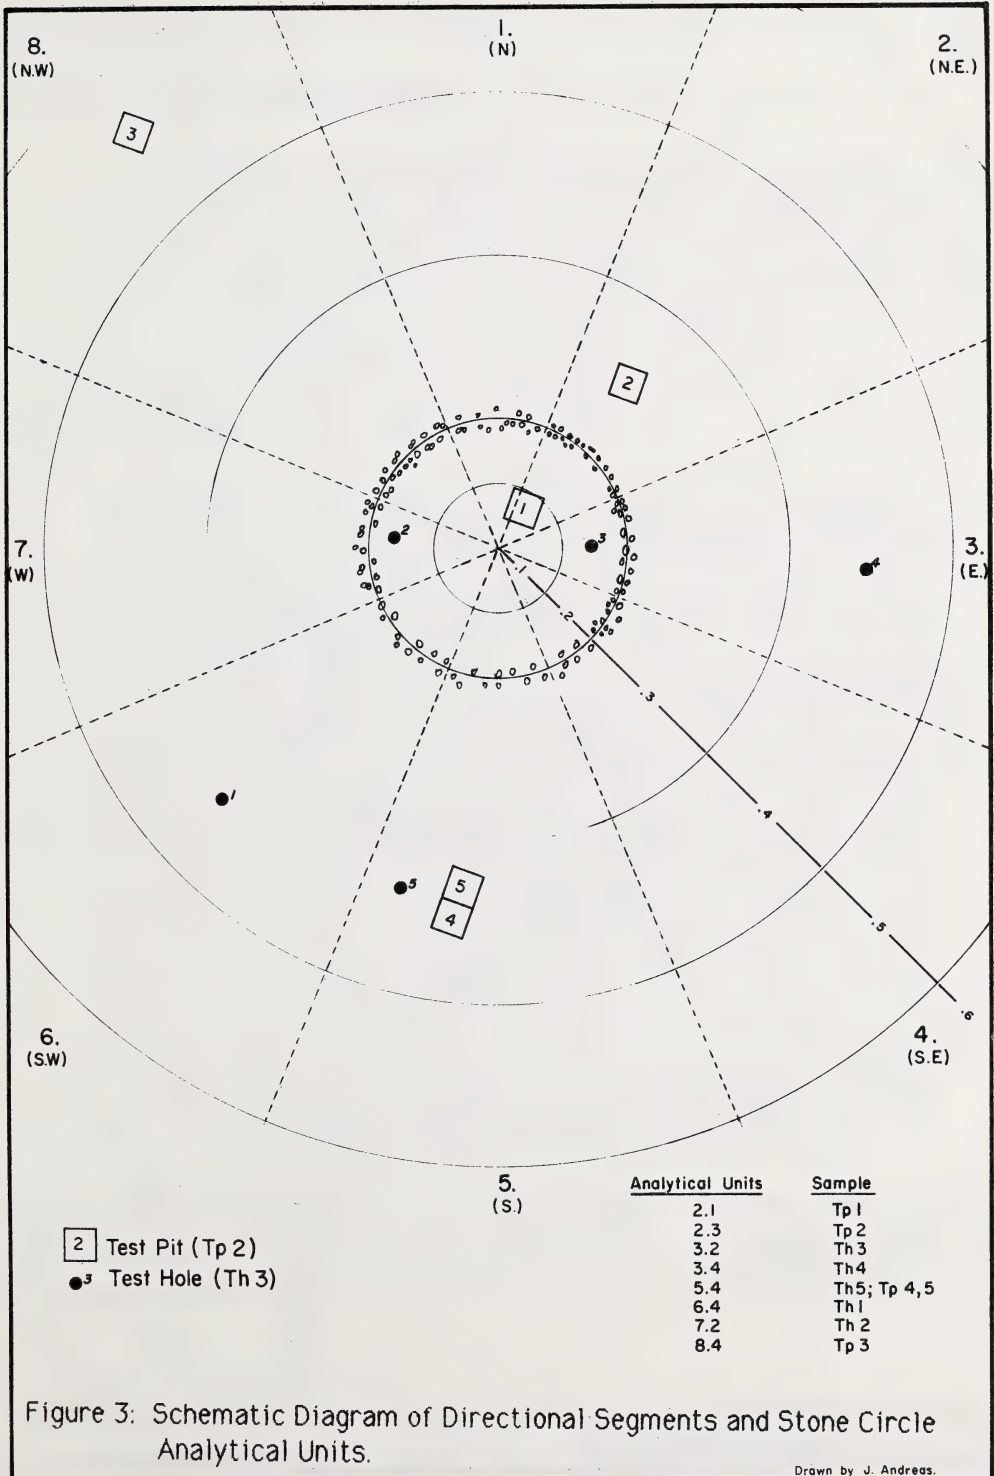 8.
(N.W)
1.
(N)
2.
(N.E.)
3
2
1
2
3
4
7.
(W)
3.
(E.)
.1
.2
.3
.4
.5
.6
1
5
5
4
6.
(S.W)
4.
(S.E)
5.
(S.)
Analytical Units Sample
2.1 Tp 1
2.3 Tp 2
3.2 Th 3
3.4 Th 4
5.4 Th 5; Tp 4, 5
6.4 Th 1
7.2 Th 2
8.4 Tp 3
2 Test Pit (Tp 2)
3 Test Hole (Th 3)
Figure 3: Schematic Diagram of Directional Segments and Stone Circle
Analytical Units.
Drawn by J. Andreas.